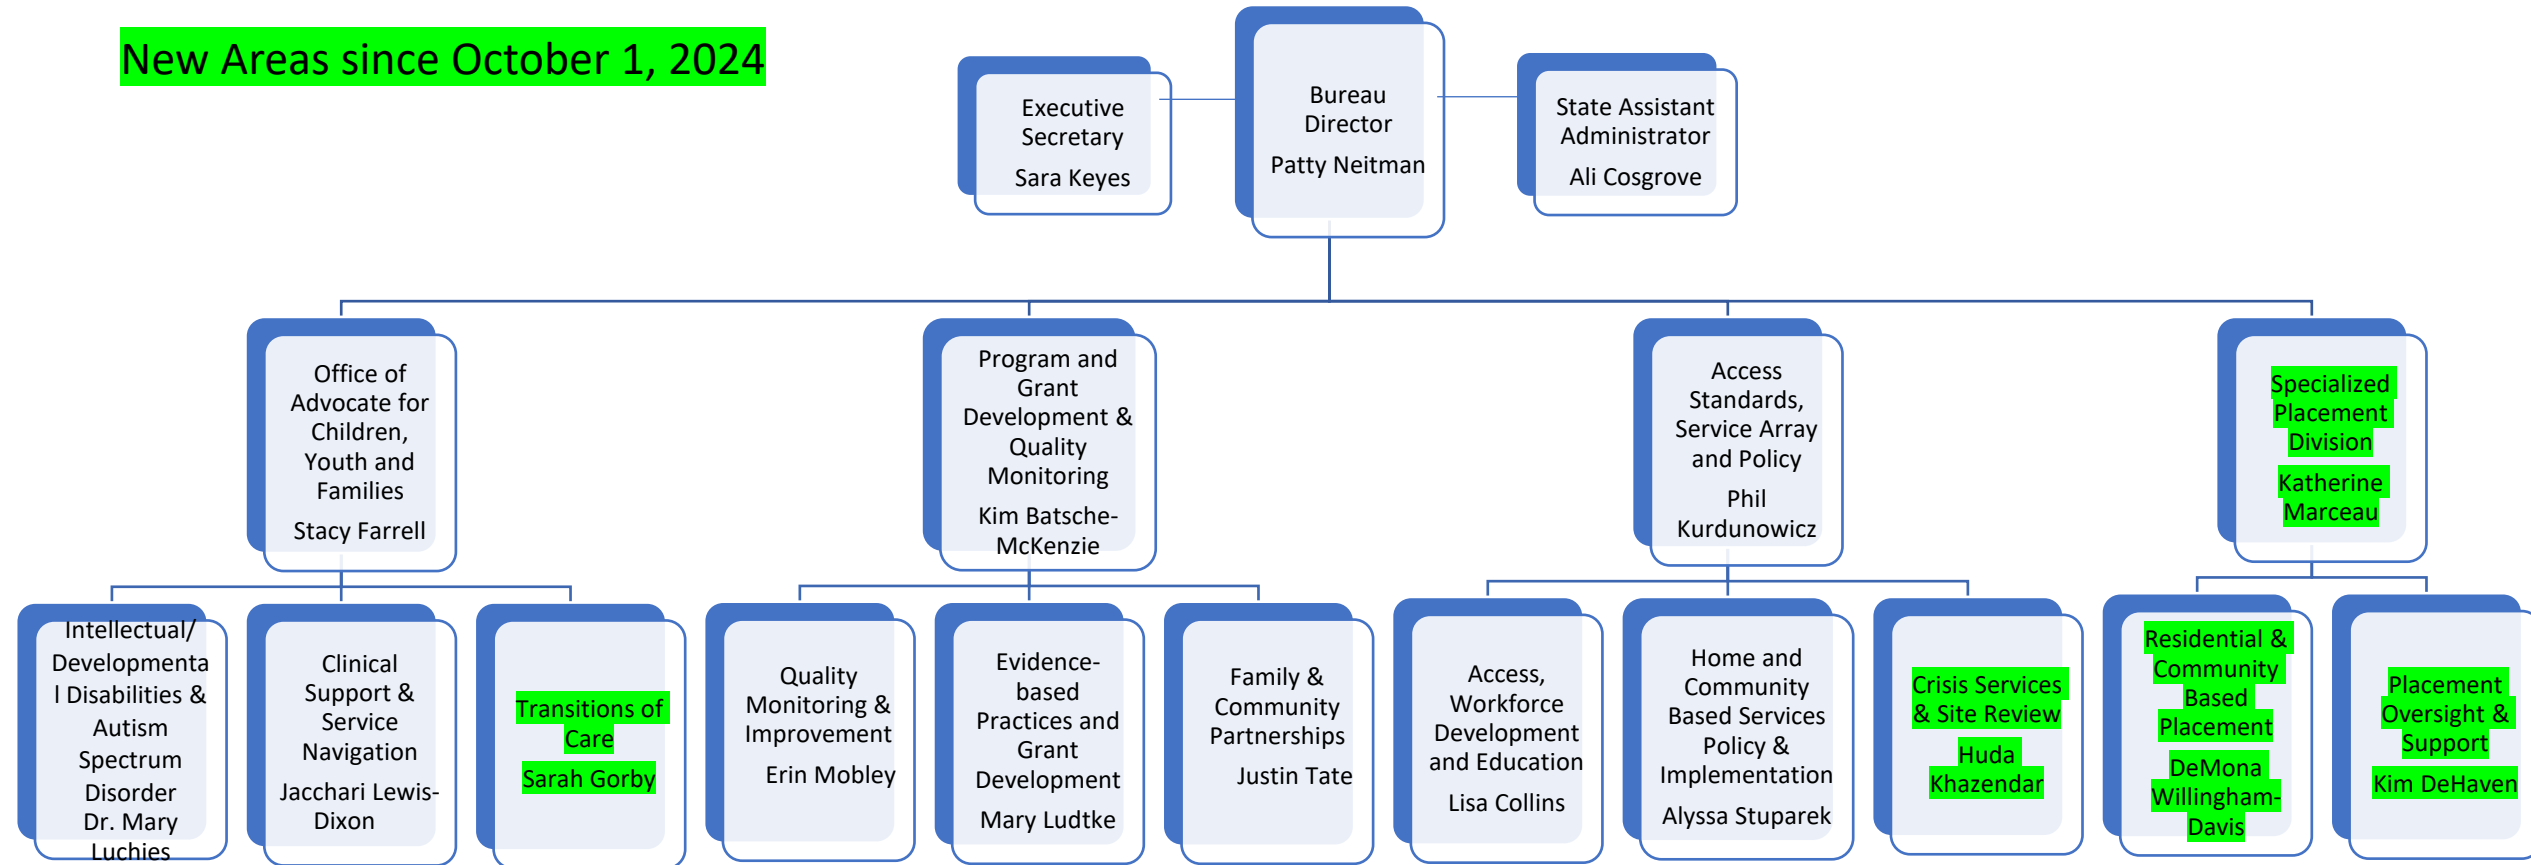 New Areas since October 1, 2024
Executive
Secretary
Sara Keyes
Bureau
Director
Patty Neitman
State Assistant
Administrator
Ali Cosgrove
Office of
Advocate for
Children,
Youth and
Families
Stacy Farrell
Program and
Grant
Development &
Quality
Monitoring
Kim Batsche-
McKenzie
Access
Standards,
Service Array
and Policy
Phil
Kurdunowicz
Specialized
Placement
Division
Katherine
Marceau
Intellectual/
Developmenta
l Disabilities &
Autism
Spectrum
Disorder
Dr. Mary
Luchies
Clinical
Support &
Service
Navigation
Jacchari Lewis-
Dixon
Transitions of
Care
Sarah Gorby
Quality
Monitoring &
Improvement
Erin Mobley
Evidence-
based
Practices and
Grant
Development
Mary Ludtke
Family &
Community
Partnerships
Justin Tate
Access,
Workforce
Development
and Education
Lisa Collins
Home and
Community
Based Services
Policy &
Implementation
Alyssa Stuparek
Crisis Services
& Site Review
Huda
Khazendar
Residential &
Community
Based
Placement
DeMona
Willingham-
Davis
Placement
Oversight &
Support
Kim DeHaven